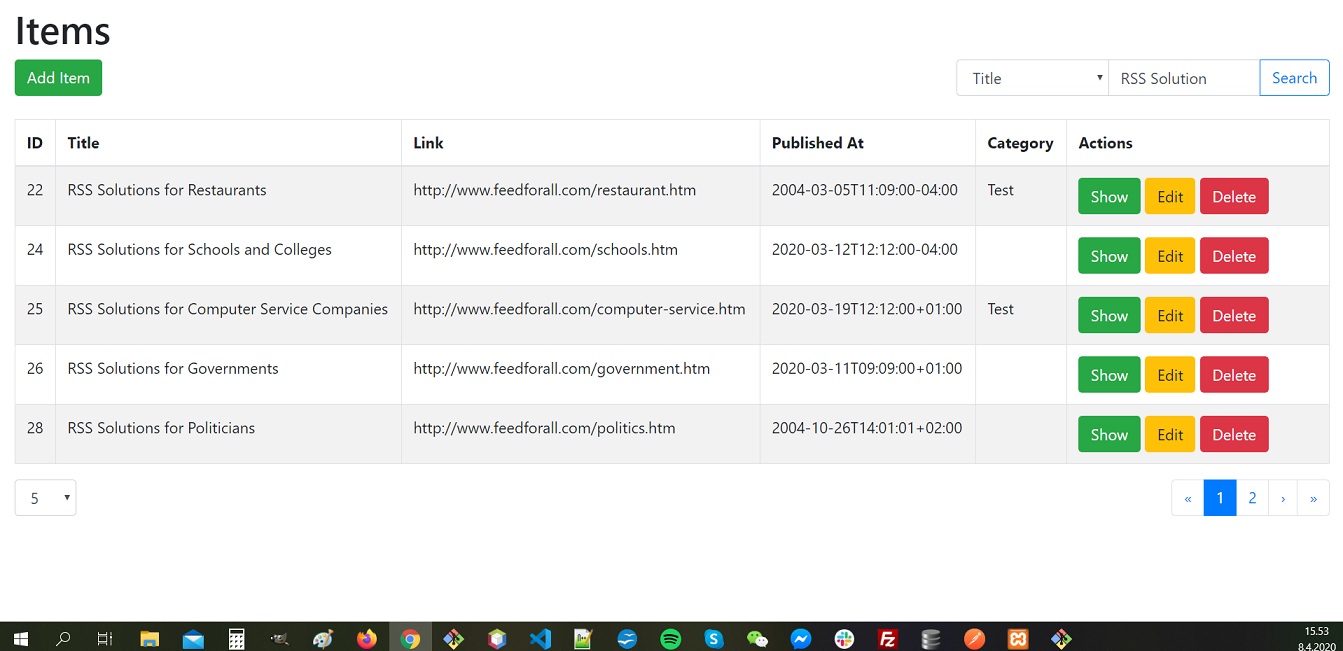 Items
Add Item Title RSS Solution Search
ID Title Link Published At Category Actions
22 RSS Solutions for Restaurants http://www.feedforall.com/restaurant.htm 2004-03-05T11:09:00-04:00 Test Show Edit Delete
24 RSS Solutions for Schools and Colleges http://www.feedforall.com/schools.htm 2020-03-12T12:12:00-04:00 Show Edit Delete
25 RSS Solutions for Computer Service Companies http://www.feedforall.com/computer-service.htm 2020-03-19T12:12:00+01:00 Test Show Edit Delete
26 RSS Solutions for Governments http://www.feedforall.com/government.htm 2020-03-11T09:09:00+01:00 Show Edit Delete
28 RSS Solutions for Politicians http://www.feedforall.com/politics.htm 2004-10-26T14:01:01+02:00 Show Edit Delete
5 « 1 2 › »
15.53
8.4.2020